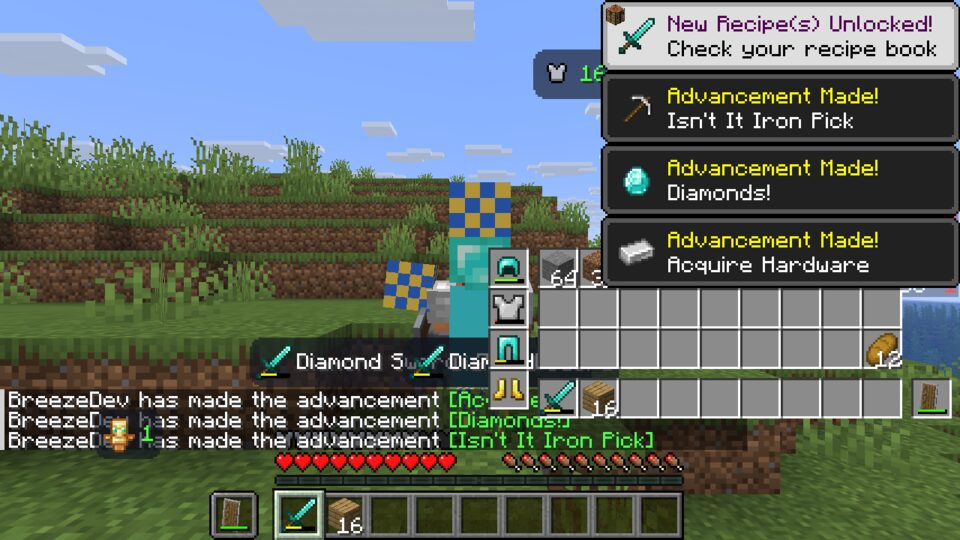 New Recipe(s) Unlocked!
Check your recipe book
16
Advancement Made!
Isn't It Iron Pick
Advancement Made!
Diamonds!
Advancement Made!
Acquire Hardware
64
12
Diamond
16
BreezeDev has made the advancement
BreezeDev has made the advancement [Diamonds!]
BreezeDev has made the advancement [Isn't It Iron Pick]
1
16